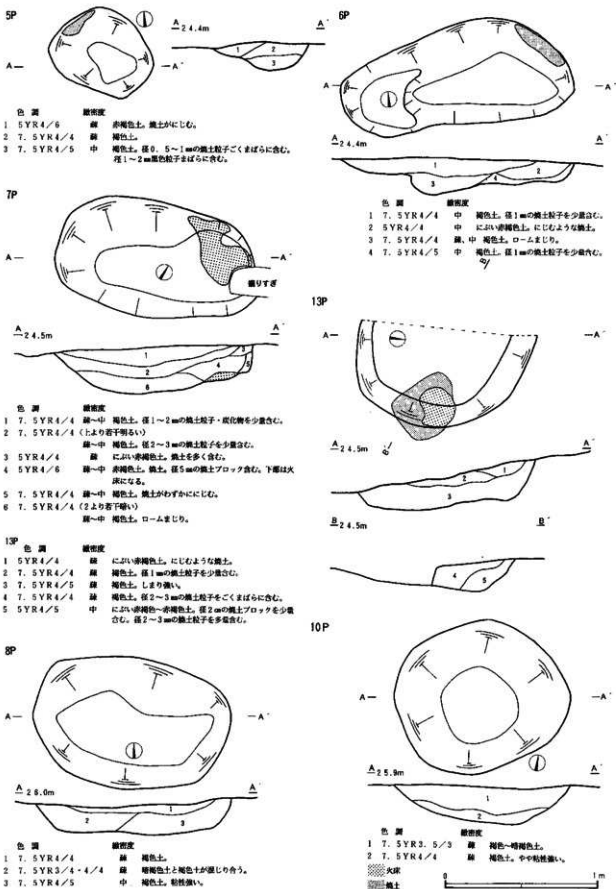 5P
A 24.4m A´
A— —A´
色調 緻密度
1 5YR4/6 疎 赤褐色土。焼土がにじむ。
2 7.5YR4/4 疎 褐色土。
3 7.5YR4/5 中 褐色土。径0.5~1㎜の焼土粒子ごくまばらに含む。
径1~2㎜黒色粒子まばらに含む。
6P
A— —A´
A 24.4m A´
色調 緻密度
1 7.5YR4/4 中 褐色土。径1㎜の焼土粒子を少量含む。
2 5YR4/4 中 にぶい赤褐色土。にじむような焼土。
3 7.5YR4/4 疎、中 褐色土。ロームまじり。
4 7.5YR4/5 中 褐色土。径1㎜の焼土粒子を少量含む。
7P
A— —A´
掘りすぎ
A 24.5m A´
色調 緻密度
1 7.5YR4/4 疎~中 褐色土。径1~2㎜の焼土粒子・炭化物を少量含む。
2 7.5YR4/4(上より若干明るい)
疎~中 褐色土。径2~3㎜の焼土粒子を少量含む。
3 5YR4/4 疎 にぶい赤褐色土。焼土を多く含む。
4 5YR4/6 疎~中 赤褐色土。焼土。径5㎜の焼土ブロック含む。下部は火
床になる。
5 7.5YR4/4 疎~中 褐色土。焼土がわずかににじむ。
6 7.5YR4/4(2より若干暗い)
疎~中 褐色土。ロームまじり。
13P
B´
A— —A´
B
A 24.5m A´
B 24.5m B´
13P
色調 緻密度
1 5YR4/4 疎 にぶい赤褐色土。にじむような焼土。
2 7.5YR4/4 疎 褐色土。径1㎜の焼土粒子を少量含む。
3 7.5YR4/5 疎 褐色土。しまり強い。
4 7.5YR4/4 疎 褐色土。径2~3㎜の焼土粒子をごくまばらに含む。
5 5YR4/5 中 にぶい赤褐色~赤褐色土。径2㎝の焼土ブロックを少量
含む。径2~3㎜の焼土粒子を多量含む。
8P
A— —A´
A 26.0m A´
色調 緻密度
1 7.5YR4/4 疎 褐色土。
2 7.5YR3/4・4/4 疎 暗褐色土と褐色土が混じり合う。
3 7.5YR4/5 中 褐色土。粘性強い。
10P
A— —A´
A 25.9m A´
色調 緻密度
1 7.5YR3.5/3 疎 褐色~暗褐色土。
2 7.5YR4/4 疎 褐色土。やや粘性強い。
火床
焼土
0 1m